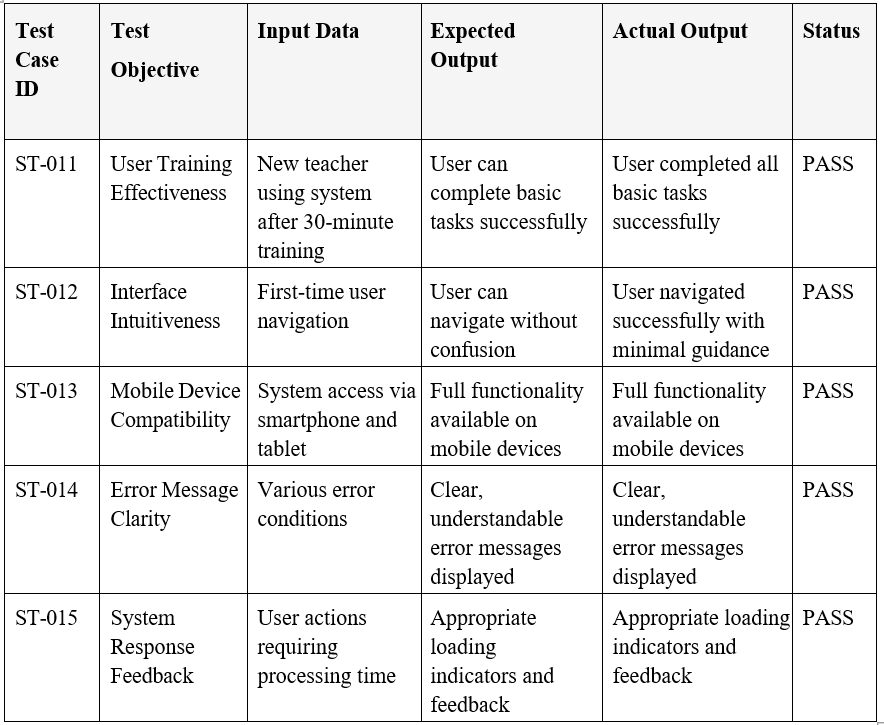 Test Case ID
Test Objective
Input Data
Expected Output
Actual Output
Status
ST-011
User Training Effectiveness
New teacher using system after 30-minute training
User can complete basic tasks successfully
User completed all basic tasks successfully
PASS
ST-012
Interface Intuitiveness
First-time user navigation
User can navigate without confusion
User navigated successfully with minimal guidance
PASS
ST-013
Mobile Device Compatibility
System access via smartphone and tablet
Full functionality available on mobile devices
Full functionality available on mobile devices
PASS
ST-014
Error Message Clarity
Various error conditions
Clear, understandable error messages displayed
Clear, understandable error messages displayed
PASS
ST-015
System Response Feedback
User actions requiring processing time
Appropriate loading indicators and feedback
Appropriate loading indicators and feedback
PASS